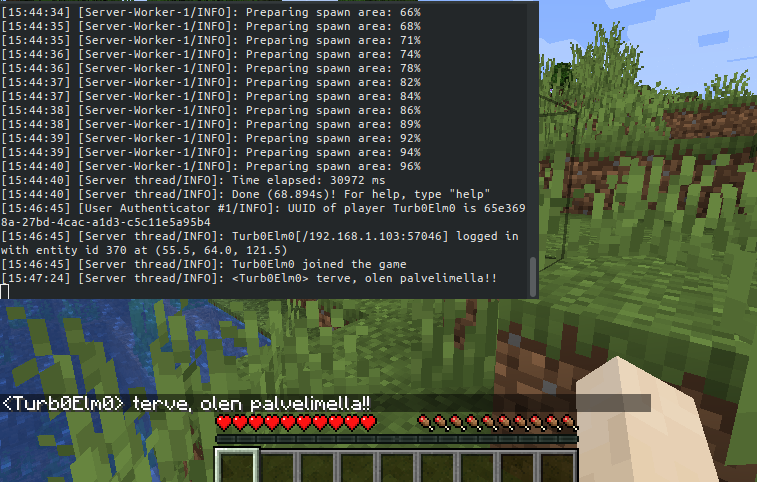 [15:44:34] [Server-Worker-1/INFO]: Preparing spawn area: 66%
[15:44:35] [Server-Worker-1/INFO]: Preparing spawn area: 68%
[15:44:35] [Server-Worker-1/INFO]: Preparing spawn area: 71%
[15:44:36] [Server-Worker-1/INFO]: Preparing spawn area: 74%
[15:44:36] [Server-Worker-1/INFO]: Preparing spawn area: 78%
[15:44:37] [Server-Worker-1/INFO]: Preparing spawn area: 82%
[15:44:37] [Server-Worker-1/INFO]: Preparing spawn area: 84%
[15:44:38] [Server-Worker-1/INFO]: Preparing spawn area: 86%
[15:44:38] [Server-Worker-1/INFO]: Preparing spawn area: 89%
[15:44:39] [Server-Worker-1/INFO]: Preparing spawn area: 92%
[15:44:39] [Server-Worker-1/INFO]: Preparing spawn area: 94%
[15:44:40] [Server-Worker-1/INFO]: Preparing spawn area: 96%
[15:44:40] [Server thread/INFO]: Time elapsed: 30972 ms
[15:44:40] [Server thread/INFO]: Done (68.894s)! For help, type "help"
[15:46:45] [User Authenticator #1/INFO]: UUID of player Turb0Elm0 is 65e369
8a-27bd-4cac-a1d3-c5c11e5a95b4
[15:46:45] [Server thread/INFO]: Turb0Elm0[/192.168.1.103:57046] logged in
with entity id 370 at (55.5, 64.0, 121.5)
[15:46:45] [Server thread/INFO]: Turb0Elm0 joined the game
[15:47:24] [Server thread/INFO]: <Turb0Elm0> terve, olen palvelimella!!
<Turb0Elm0> terve, olen palvelimella!!